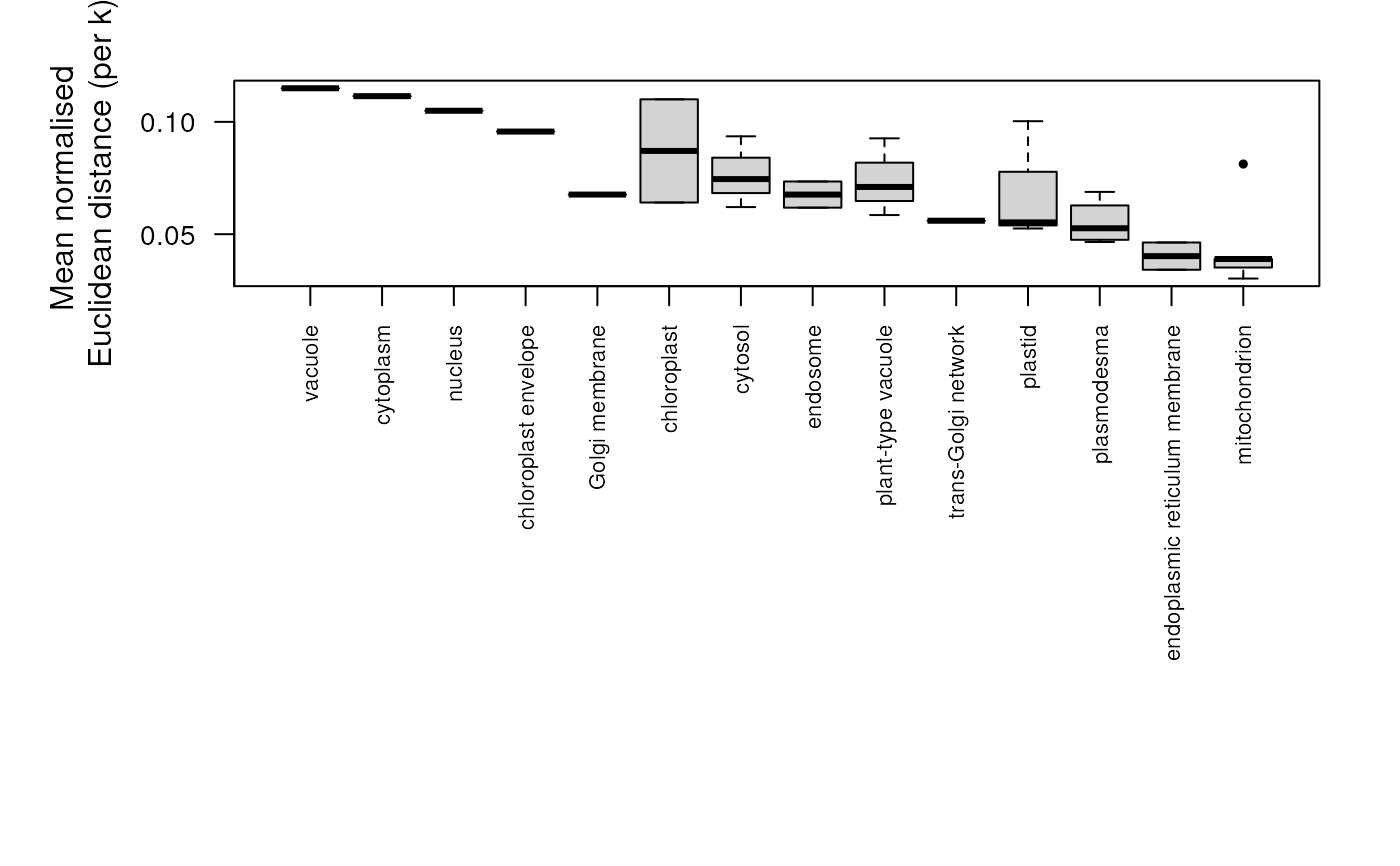 Mean normalised
Euclidean distance (per k)
0.10
0.05
vacuole
cytoplasm
nucleus
chloroplast envelope
Golgi membrane
chloroplast
cytosol
endosome
plant-type vacuole
trans-Golgi network
plastid
plasmodesma
endoplasmic reticulum membrane
mitochondrion